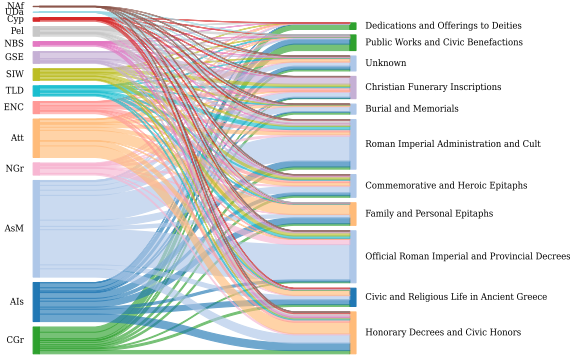 NAf
UDa
Cyp
Pel
NBS
GSE
SIW
TLD
ENC
Att
NGr
AsM
AIs
CGr
Dedications and Offerings to Deities
Public Works and Civic Benefactions
Unknown
Christian Funerary Inscriptions
Burial and Memorials
Roman Imperial Administration and Cult
Commemorative and Heroic Epitaphs
Family and Personal Epitaphs
Official Roman Imperial and Provincial Decrees
Civic and Religious Life in Ancient Greece
Honorary Decrees and Civic Honors